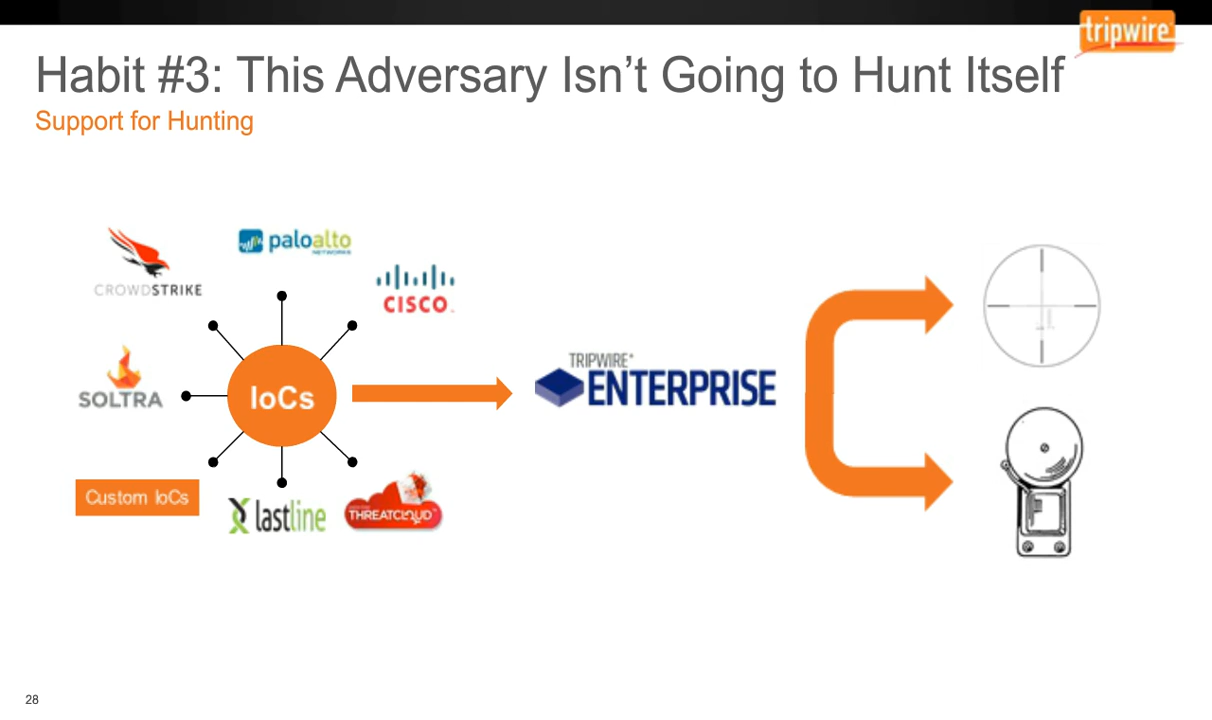 tripwire
Habit #3: This Adversary Isn’t Going to Hunt Itself
Support for Hunting
CROWDSTRIKE
paloalto
NETWORKS
CISCO
SOLTRA
IoCs
TRIPWIRE
ENTERPRISE
Custom IoCs
lastline
THREATCLOUD
28